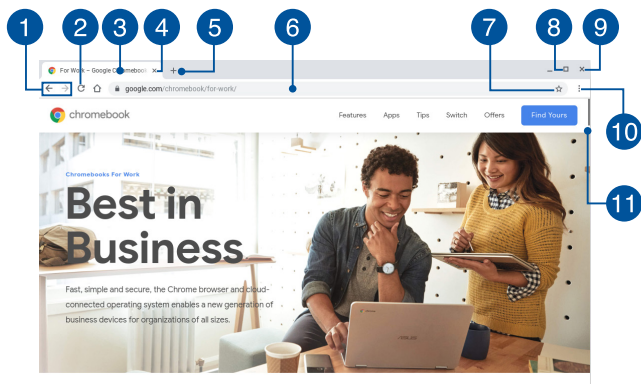 1 2 3 4 5 6 7 8 9
For Work – Google Chromebook
google.com/chromebook/for-work/
10
chromebook
Features Apps Tips Switch Offers Find Yours
11
Chromebooks For Work
Best in
Business
Fast, simple and secure, the Chrome browser and cloud-
connected operating system enables a new generation of
business devices for organizations of all sizes.
ASUS